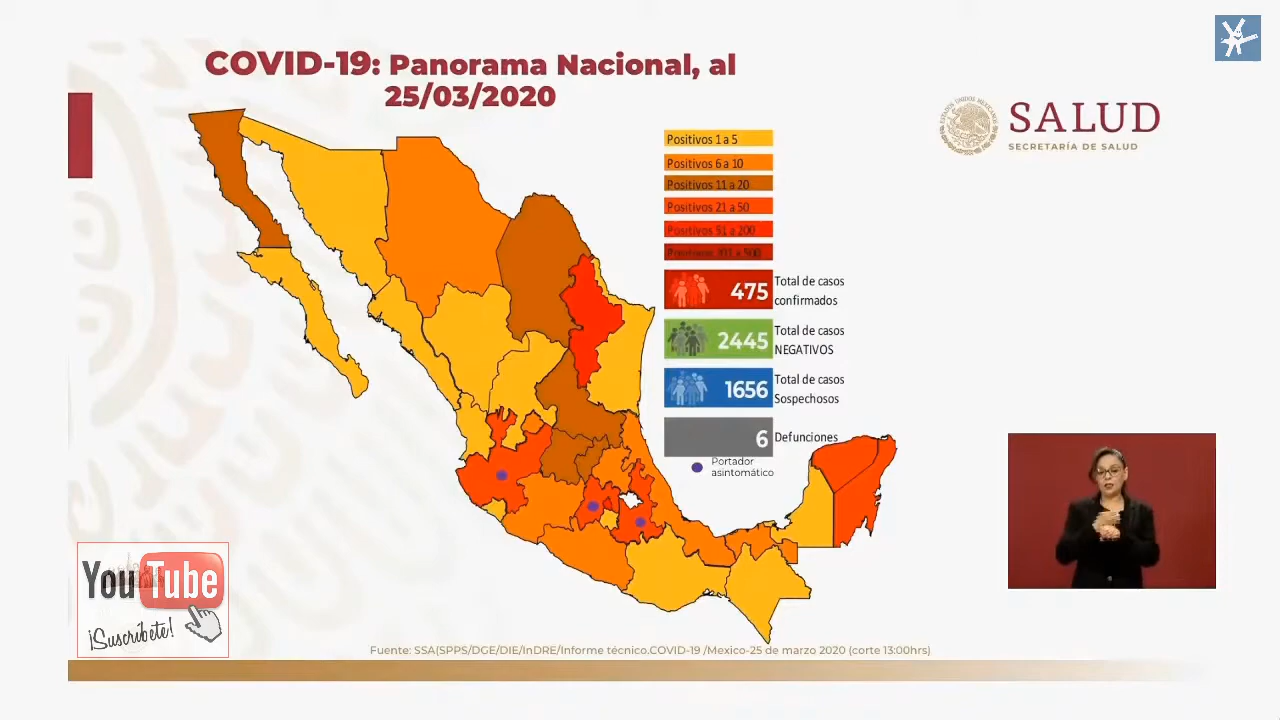 COVID-19: Panorama Nacional, al
25/03/2020
SALUD
SECRETARÍA DE SALUD
Positivos 1 a 5
Positivos 6 a 10
Positivos 11 a 20
Positivos 21 a 50
Positivos 51 a 200
475
Total de casos
confirmados
2445
Total de casos
NEGATIVOS
1656
Total de casos
Sospechosos
6
Defunciones
Portador
asintomático
YouTube
¡Suscríbete!
Fuente: SSA(SPPS/DGE/DIE/InDRE/Informe técnico.COVID-19 /Mexico-25 de marzo 2020 (corte 13:00hrs)